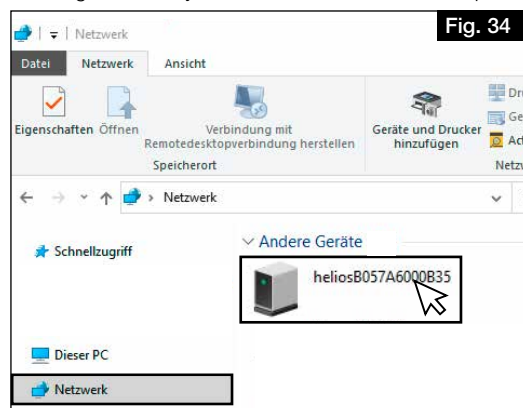 Fig. 34
Netzwerk
Datei Netzwerk Ansicht
Eigenschaften Öffnen
Verbindung mit
Remotedesktopverbindung herstellen
Geräte und Drucker
hinzufügen
Speicherort
Netzwerk
Schnellzugriff
Andere Geräte
heliosB057A6000B35
Dieser PC
Netzwerk